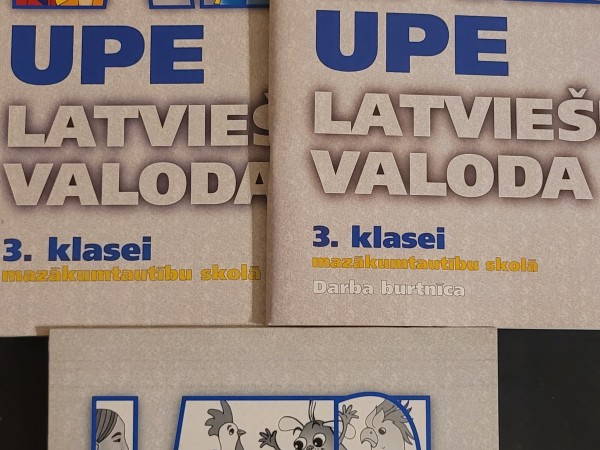 UPE
LATVIEŠ
VALODA
3. klasei
mazākumtautību skolā
UPE
LATVIEŠ
VALODA
3. klasei
mazākumtautību skolā
Darba burtnīca